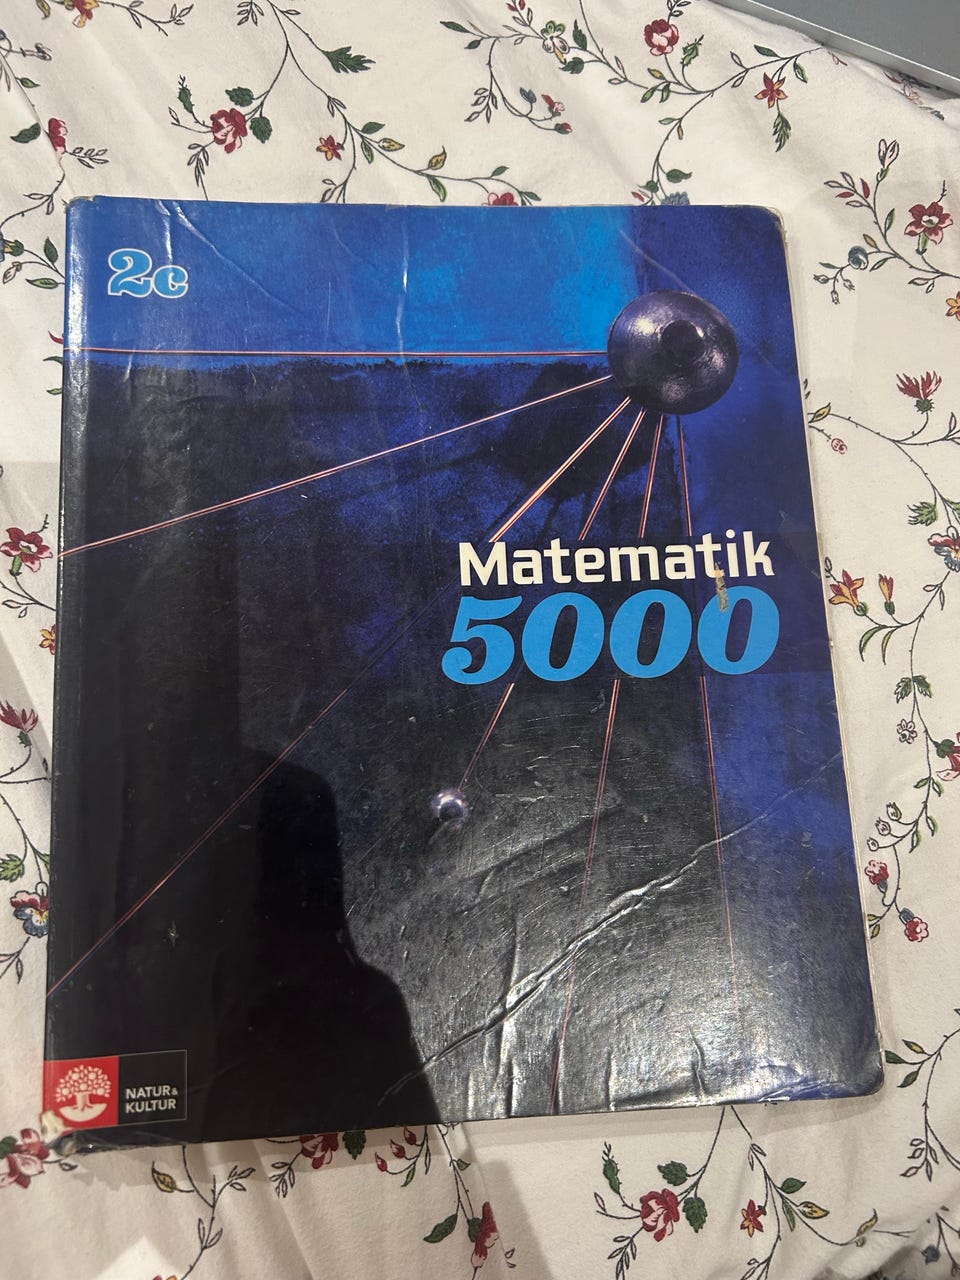 2c
Matematik
5000
NATUR &
KULTUR